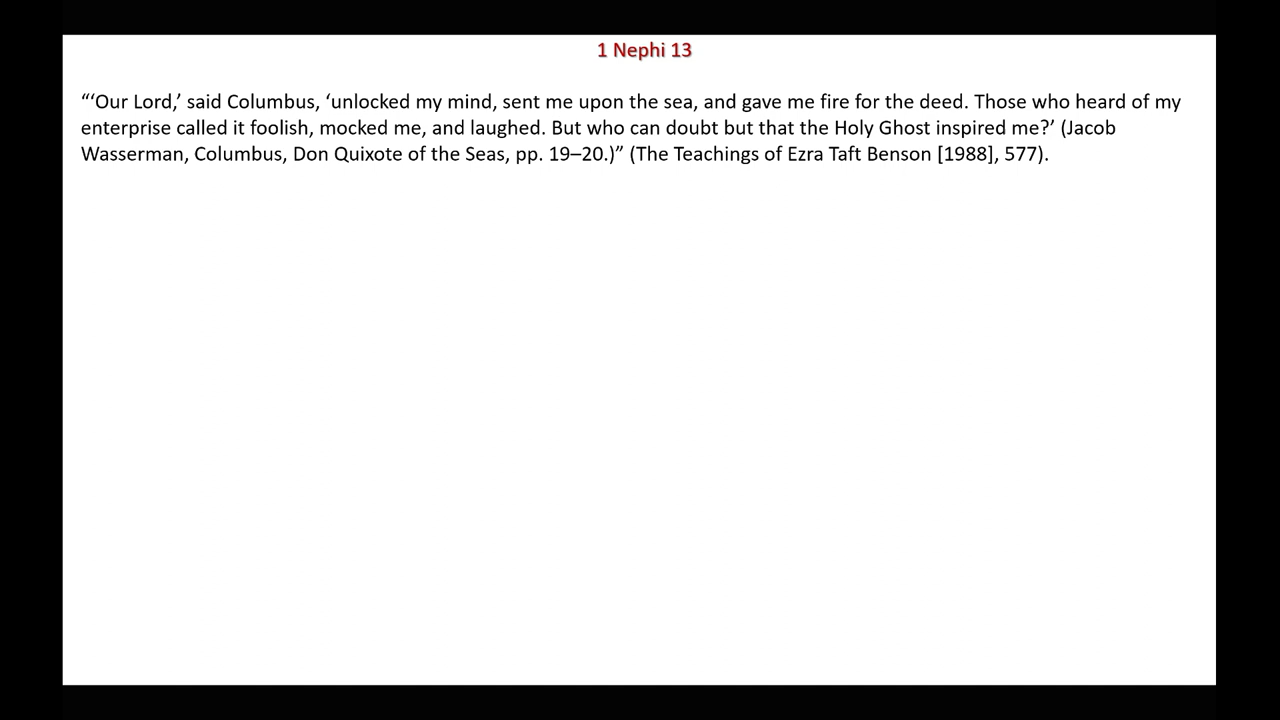 1 Nephi 13
“‘Our Lord,’ said Columbus, ‘unlocked my mind, sent me upon the sea, and gave me fire for the deed. Those who heard of my
enterprise called it foolish, mocked me, and laughed. But who can doubt but that the Holy Ghost inspired me?’ (Jacob
Wasserman, Columbus, Don Quixote of the Seas, pp. 19–20.)” (The Teachings of Ezra Taft Benson [1988], 577).